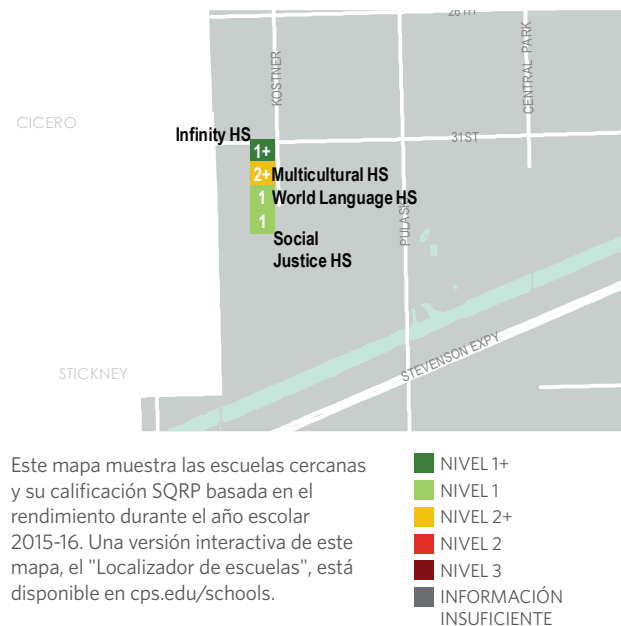 26TH
KOSTNER
CENTRAL PARK
CICERO
Infinity HS
31ST
1+
2+ Multicultural HS
1 World Language HS
1
Social
Justice HS
PULASKI
STEVENSON EXPY
STICKNEY
Este mapa muestra las escuelas cercanas
y su calificación SQRP basada en el
rendimiento durante el año escolar
2015-16. Una versión interactiva de este
mapa, el "Localizador de escuelas", está
disponible en cps.edu/schools.
NIVEL 1+
NIVEL 1
NIVEL 2+
NIVEL 2
NIVEL 3
INFORMACIÓN
INSUFICIENTE